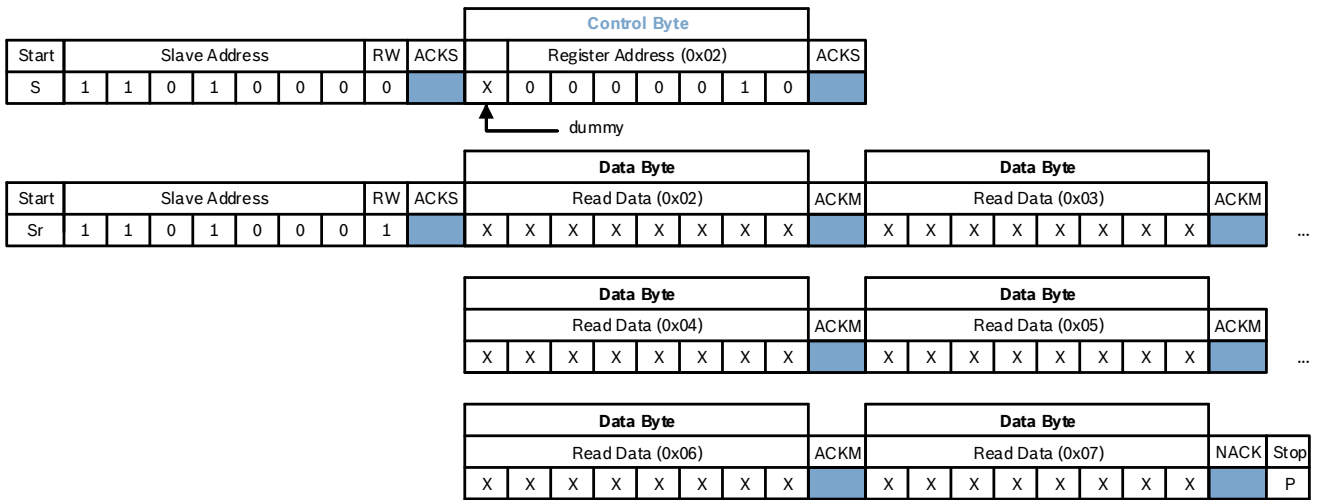 Control Byte
Start Slave Address RW ACKS Register Address (0x02) ACKS
S 1 1 0 1 0 0 0 0 X 0 0 0 0 0 1 0
dummy
Data Byte Data Byte
Start Slave Address RW ACKS Read Data (0x02) ACKM Read Data (0x03) ACKM
Sr 1 1 0 1 0 0 0 1 X X X X X X X X X X X X X X X X ...
Data Byte Data Byte
Read Data (0x04) ACKM Read Data (0x05) ACKM
X X X X X X X X X X X X X X X X ...
Data Byte Data Byte
Read Data (0x06) ACKM Read Data (0x07) NACK Stop
X X X X X X X X X X X X X X X X P